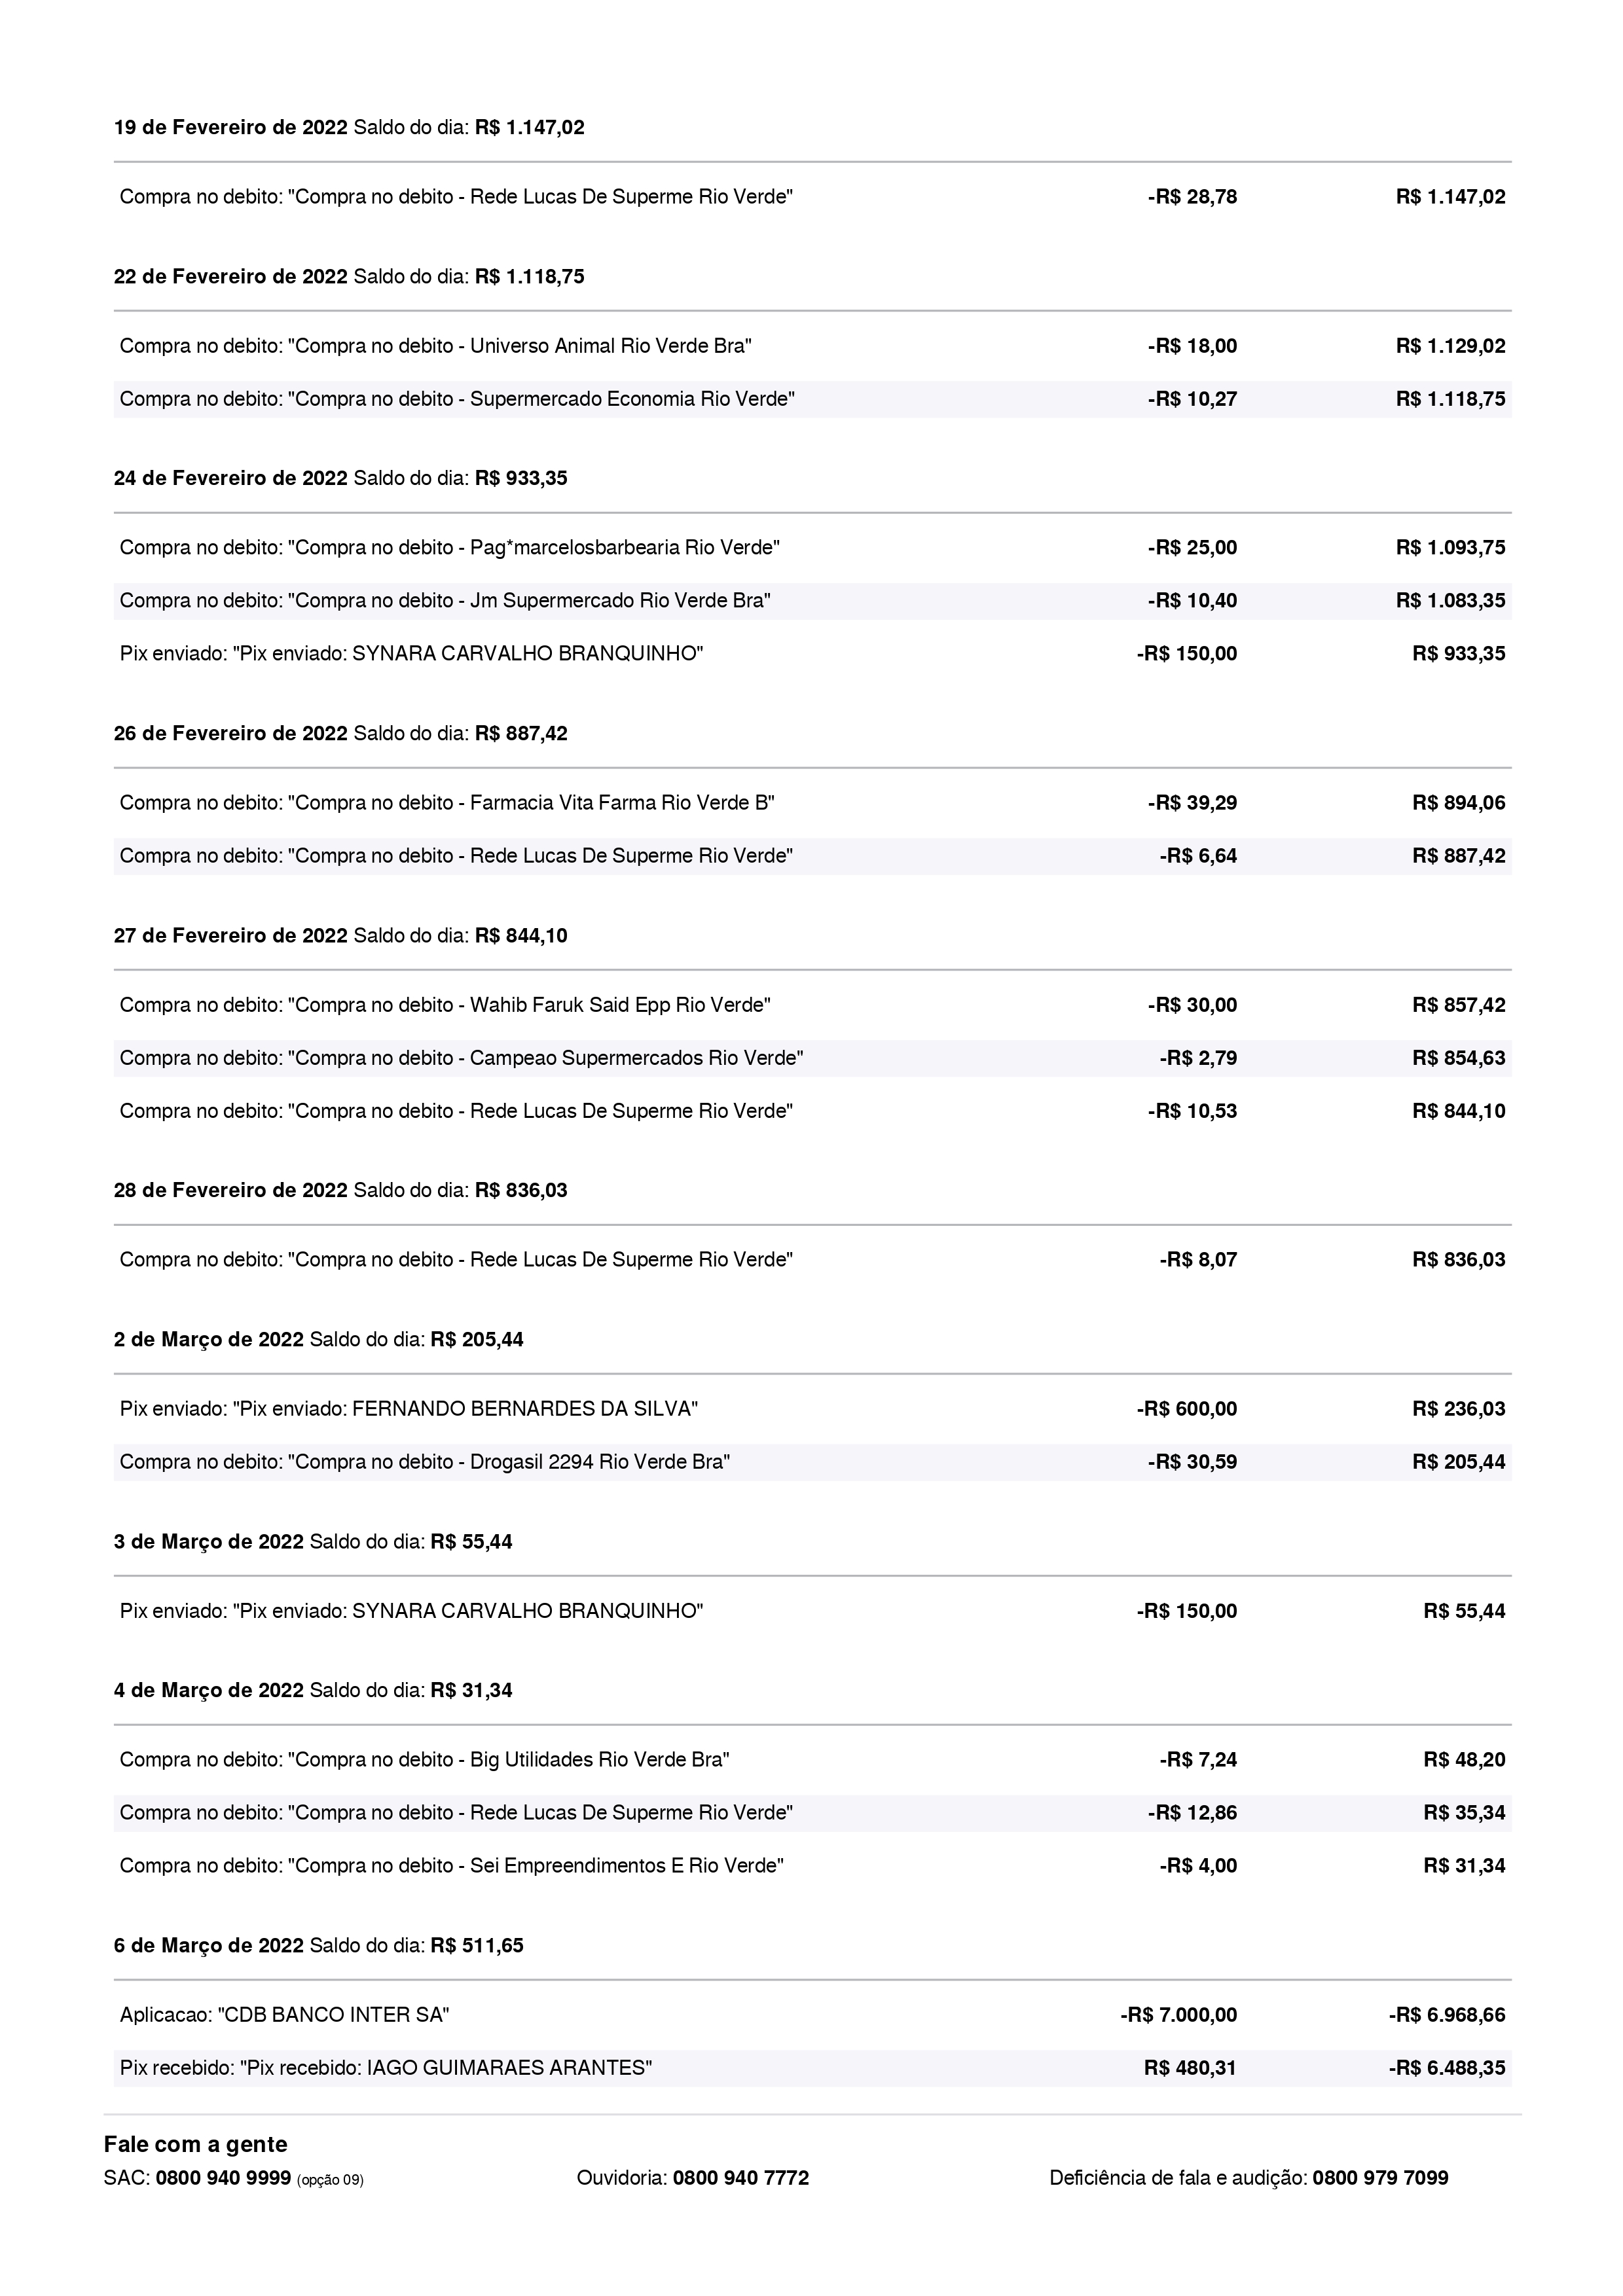 19 de Fevereiro de 2022 Saldo do dia: R$ 1.147,02
Compra no debito: "Compra no debito - Rede Lucas De Superme Rio Verde" -R$ 28,78 R$ 1.147,02
22 de Fevereiro de 2022 Saldo do dia: R$ 1.118,75
Compra no debito: "Compra no debito - Universo Animal Rio Verde Bra" -R$ 18,00 R$ 1.129,02
Compra no debito: "Compra no debito - Supermercado Economia Rio Verde" -R$ 10,27 R$ 1.118,75
24 de Fevereiro de 2022 Saldo do dia: R$ 933,35
Compra no debito: "Compra no debito - Pag*marcelosbarbearia Rio Verde" -R$ 25,00 R$ 1.093,75
Compra no debito: "Compra no debito - Jm Supermercado Rio Verde Bra" -R$ 10,40 R$ 1.083,35
Pix enviado: "Pix enviado: SYNARA CARVALHO BRANQUINHO" -R$ 150,00 R$ 933,35
26 de Fevereiro de 2022 Saldo do dia: R$ 887,42
Compra no debito: "Compra no debito - Farmacia Vita Farma Rio Verde B" -R$ 39,29 R$ 894,06
Compra no debito: "Compra no debito - Rede Lucas De Superme Rio Verde" -R$ 6,64 R$ 887,42
27 de Fevereiro de 2022 Saldo do dia: R$ 844,10
Compra no debito: "Compra no debito - Wahib Faruk Said Epp Rio Verde" -R$ 30,00 R$ 857,42
Compra no debito: "Compra no debito - Campeao Supermercados Rio Verde" -R$ 2,79 R$ 854,63
Compra no debito: "Compra no debito - Rede Lucas De Superme Rio Verde" -R$ 10,53 R$ 844,10
28 de Fevereiro de 2022 Saldo do dia: R$ 836,03
Compra no debito: "Compra no debito - Rede Lucas De Superme Rio Verde" -R$ 8,07 R$ 836,03
2 de Março de 2022 Saldo do dia: R$ 205,44
Pix enviado: "Pix enviado: FERNANDO BERNARDES DA SILVA" -R$ 600,00 R$ 236,03
Compra no debito: "Compra no debito - Drogasil 2294 Rio Verde Bra" -R$ 30,59 R$ 205,44
3 de Março de 2022 Saldo do dia: R$ 55,44
Pix enviado: "Pix enviado: SYNARA CARVALHO BRANQUINHO" -R$ 150,00 R$ 55,44
4 de Março de 2022 Saldo do dia: R$ 31,34
Compra no debito: "Compra no debito - Big Utilidades Rio Verde Bra" -R$ 7,24 R$ 48,20
Compra no debito: "Compra no debito - Rede Lucas De Superme Rio Verde" -R$ 12,86 R$ 35,34
Compra no debito: "Compra no debito - Sei Empreendimentos E Rio Verde" -R$ 4,00 R$ 31,34
6 de Março de 2022 Saldo do dia: R$ 511,65
Aplicacao: "CDB BANCO INTER SA" -R$ 7.000,00 -R$ 6.968,66
Pix recebido: "Pix recebido: IAGO GUIMARAES ARANTES" R$ 480,31 -R$ 6.488,35
Fale com a gente
SAC: 0800 940 9999 (opção 09) Ouvidoria: 0800 940 7772 Deficiência de fala e audição: 0800 979 7099